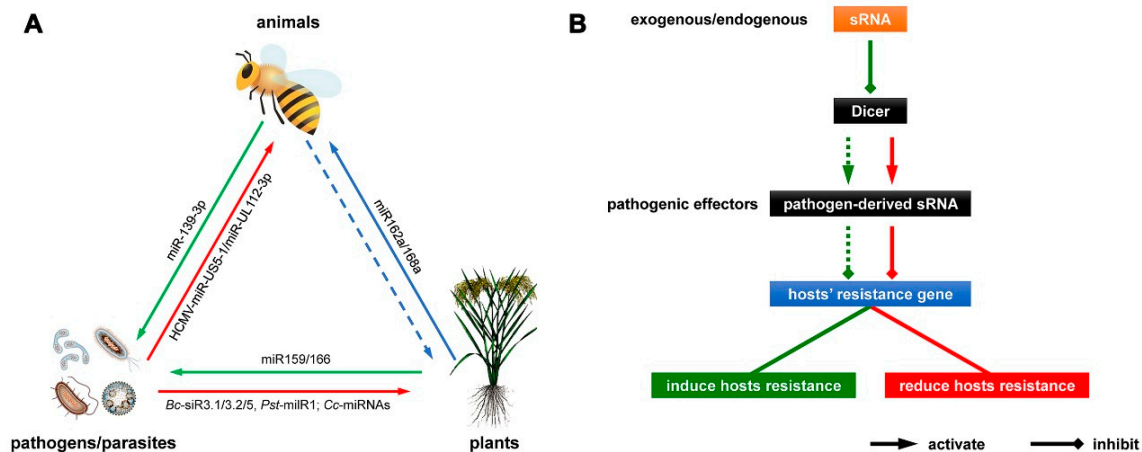 A
animals
miR-139-3p
HCMV-miR-US5-1/miR-UL112-3p
miR162a/168a
miR159/166
Bc-siR3.1/3.2/5, Pst-milR1; Cc-miRNAs
pathogens/parasites
plants
B
exogenous/endogenous
sRNA
Dicer
pathogenic effectors
pathogen-derived sRNA
hosts' resistance gene
induce hosts resistance
reduce hosts resistance
activate
inhibit